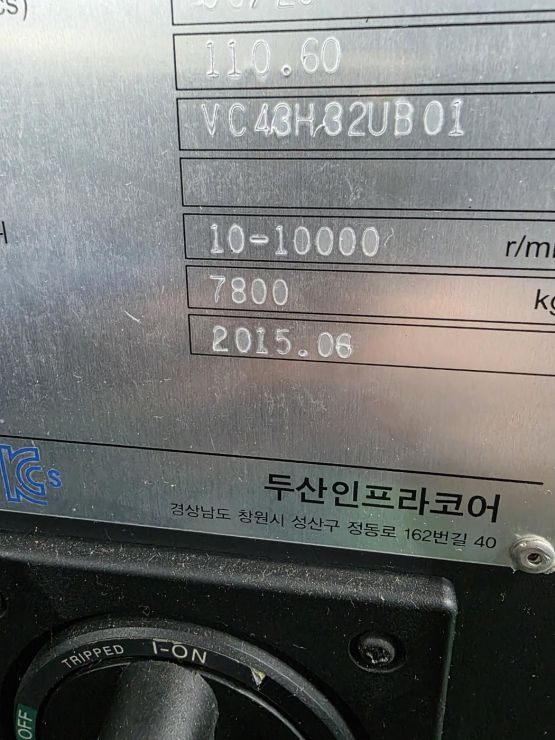 110.60
VC43H32UB01
10-10000 r/mi
7800 kg
2015.06
KCs
두산인프라코어
경상남도 창원시 성산구 정동로 162번길 40
TRIPPED I-ON
OFF